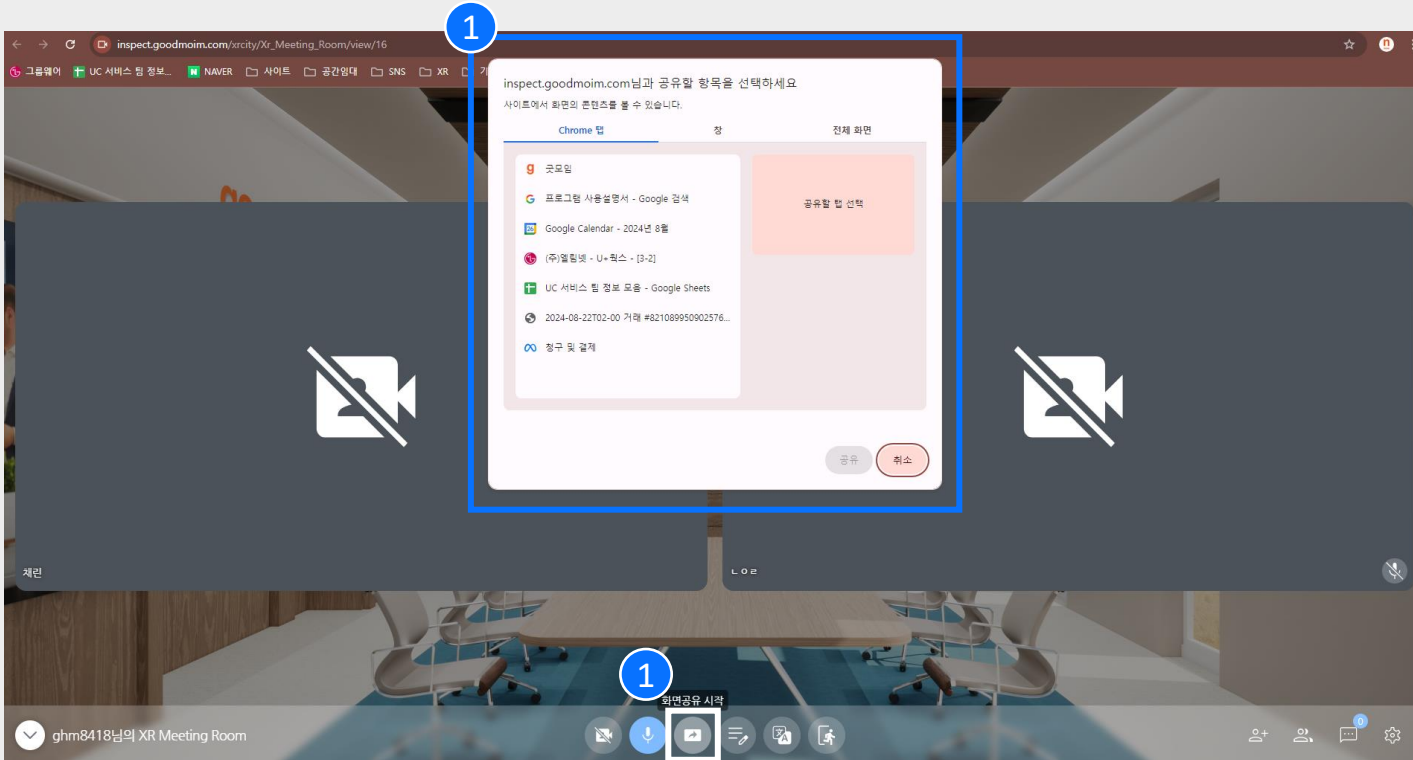 1
inspect.goodmoim.com/xrcity/Xr_Meeting_Room/view/16
그룹웨어
UC 서비스 팀 정보...
NAVER
사이트
공간임대
SNS
XR
inspect.goodmoim.com님과 공유할 항목을 선택하세요
사이트에서 화면의 콘텐츠를 볼 수 있습니다.
Chrome 탭
창
전체 화면
굿모임
프로그램 사용설명서 - Google 검색
Google Calendar - 2024년 8월
(주)엘림넷 - U+웍스 - [3-2]
UC 서비스 팀 정보 모음 - Google Sheets
2024-08-22T02-00 거래 #821089950902576...
청구 및 결제
공유할 탭 선택
공유
취소
채린
ㄴㅇㄹ
1
화면공유 시작
ghm8418님의 XR Meeting Room
0